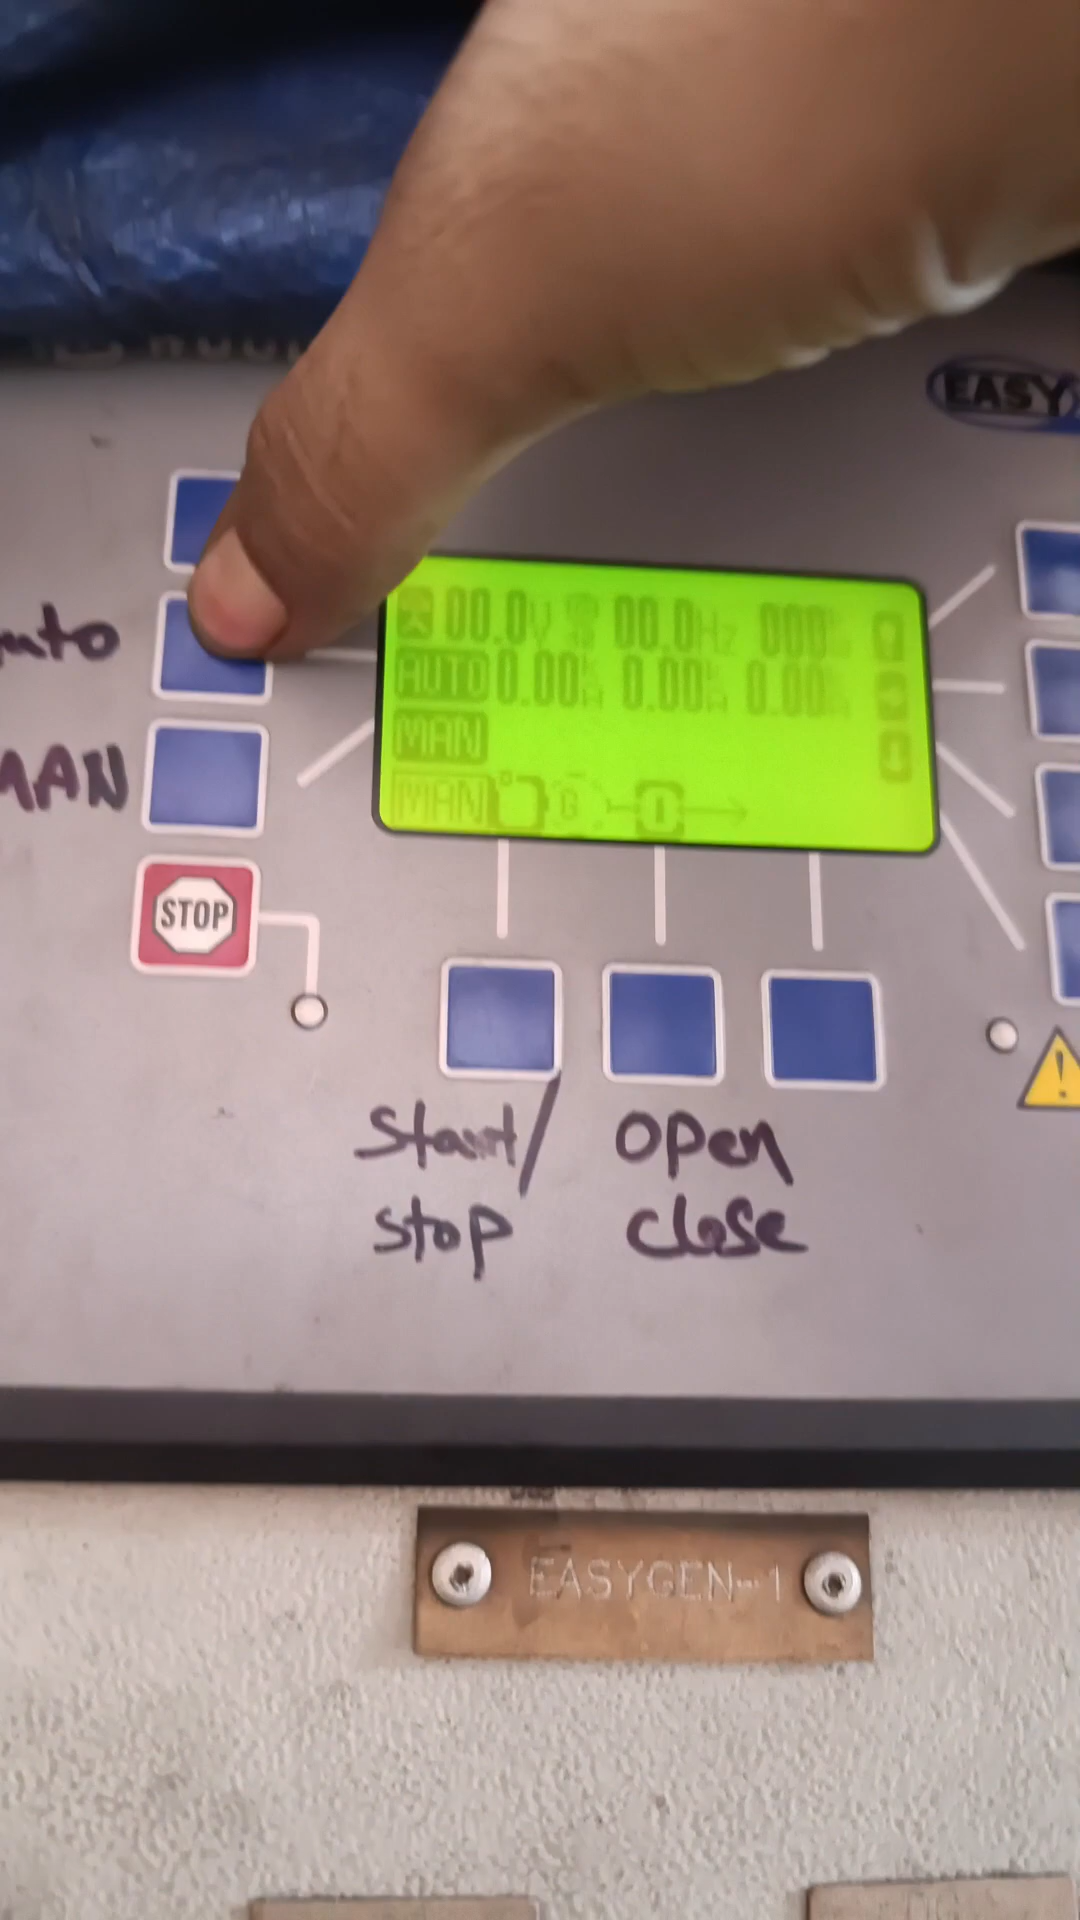 EASY
Auto
00.0V 00.0Hz 000
AUTO 0.00 0.00 0.00
MAN
MAN
MAN G
STOP
Start/ Open
stop close
EASYGEN-1